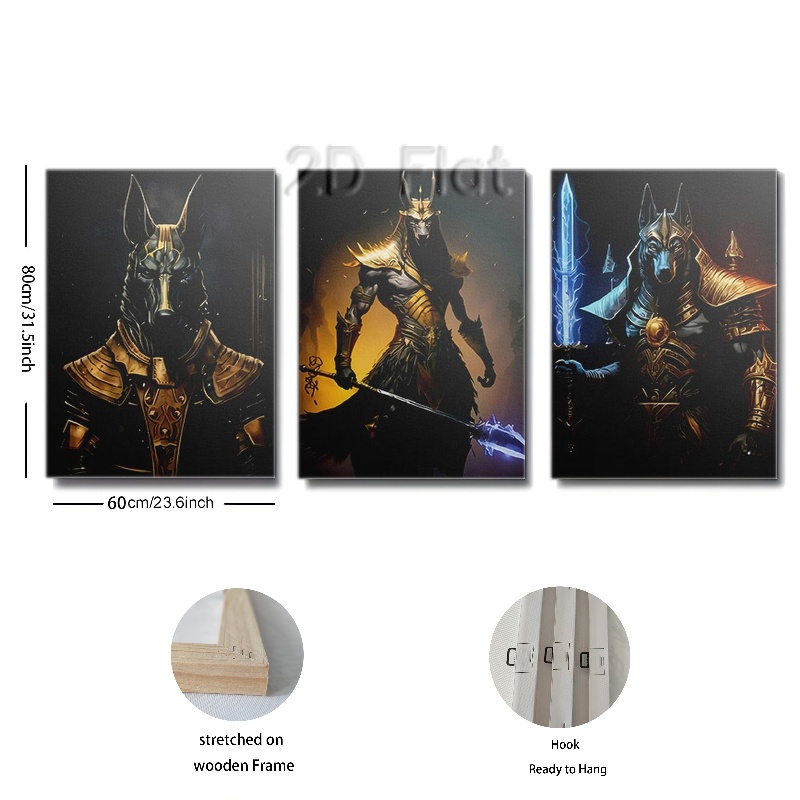 2D Flat
80cm/31.5inch
60cm/23.6inch
stretched on
wooden Frame
Hook
Ready to Hang